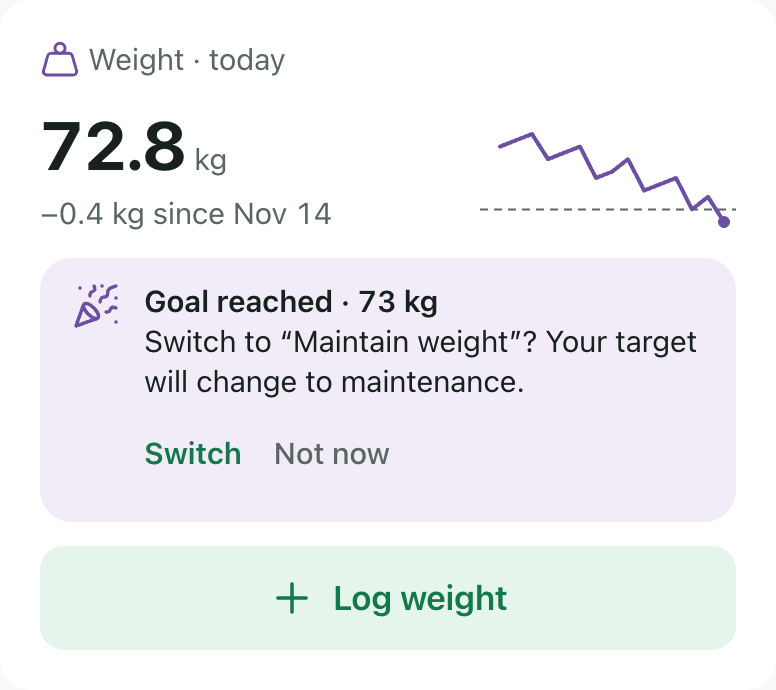 Weight · today
72.8 kg
−0.4 kg since Nov 14
Goal reached · 73 kg
Switch to “Maintain weight”? Your target
will change to maintenance.
Switch Not now
Log weight